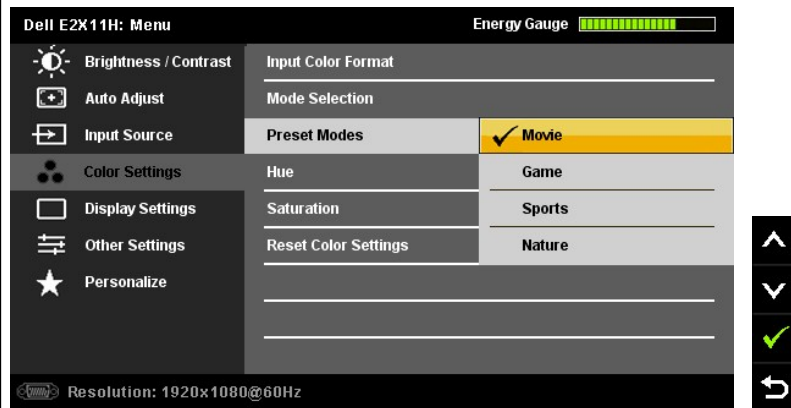 Dell E2X11H: Menu Energy Gauge
Brightness / Contrast Input Color Format
Auto Adjust Mode Selection
Input Source Preset Modes Movie
Color Settings Hue Game
Display Settings Saturation Sports
Other Settings Reset Color Settings Nature
Personalize
Resolution: 1920x1080@60Hz